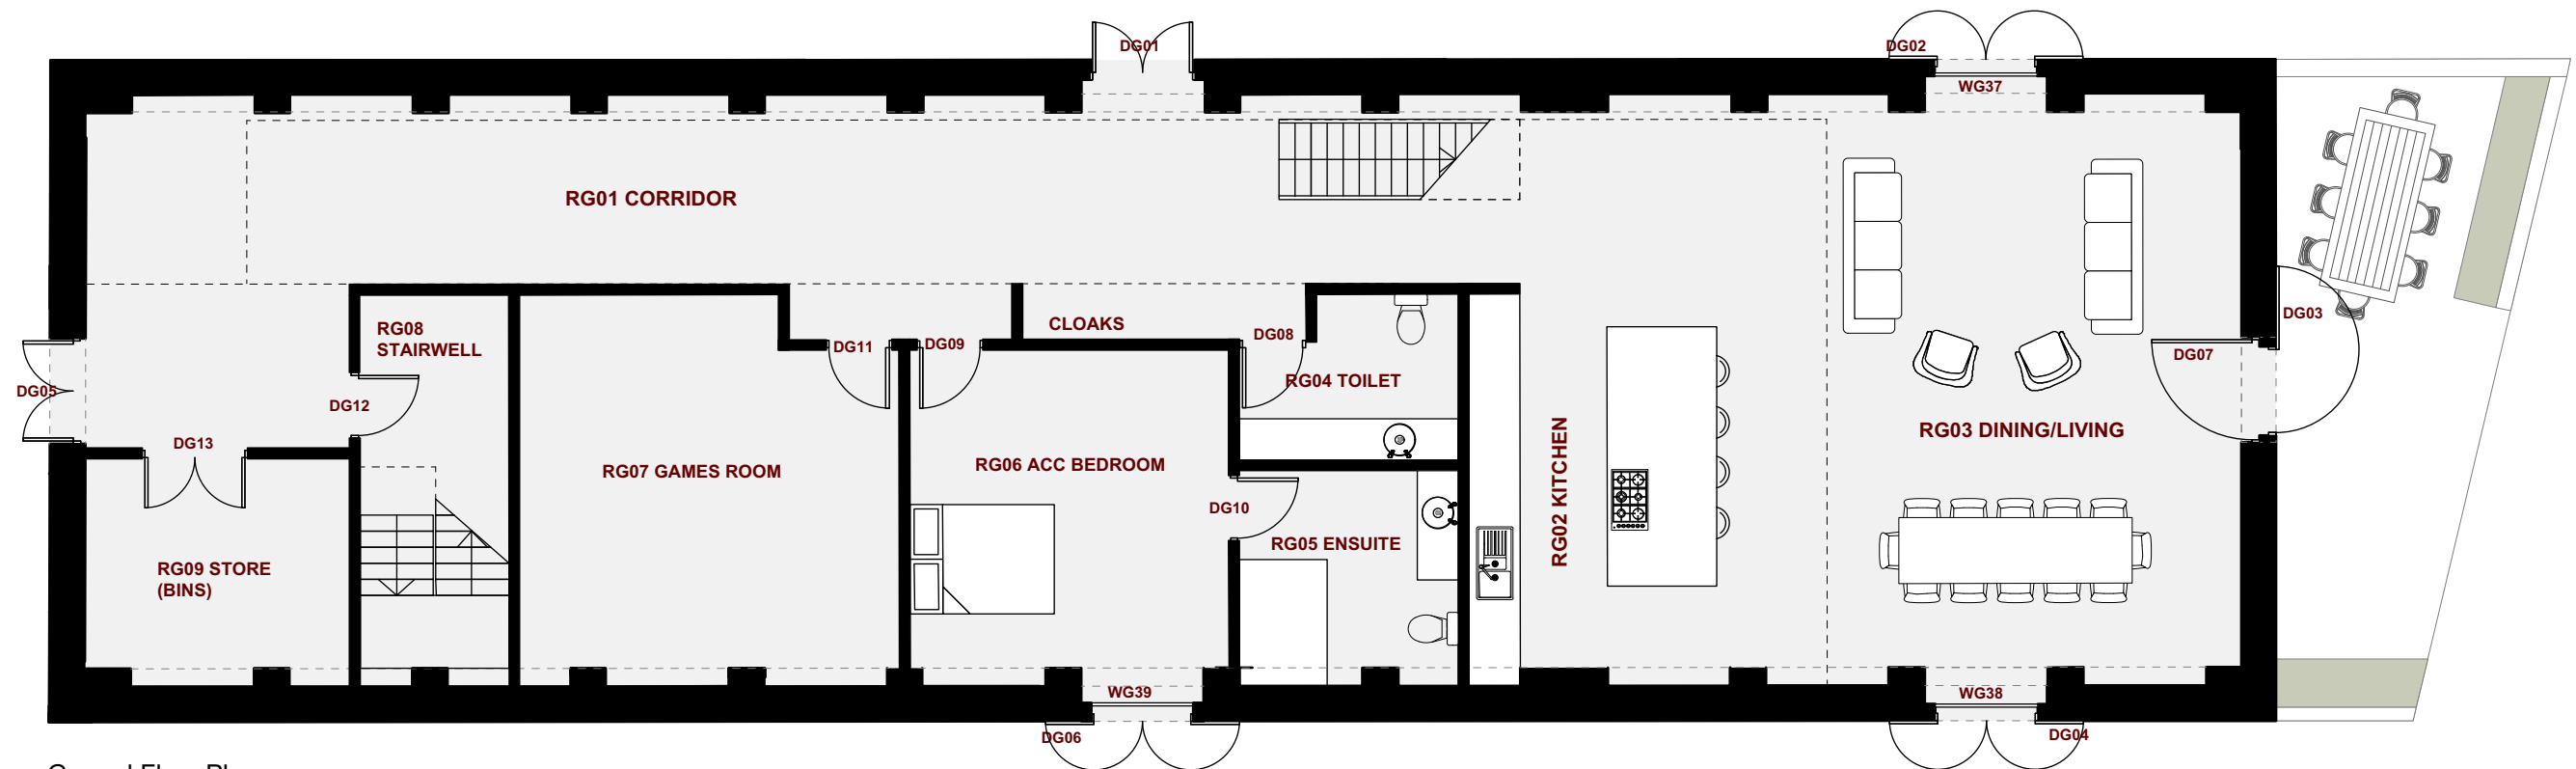 DG01
DG02
WG37
RG01 CORRIDOR
DG03
CLOAKS
RG08
STAIRWELL
DG08
DG11
DG09
DG07
RG04 TOILET
DG05
DG12
RG03 DINING/LIVING
DG13
RG07 GAMES ROOM
RG06 ACC BEDROOM
RG02 KITCHEN
DG10
RG05 ENSUITE
RG09 STORE
(BINS)
WG39
WG38
DG06
DG04